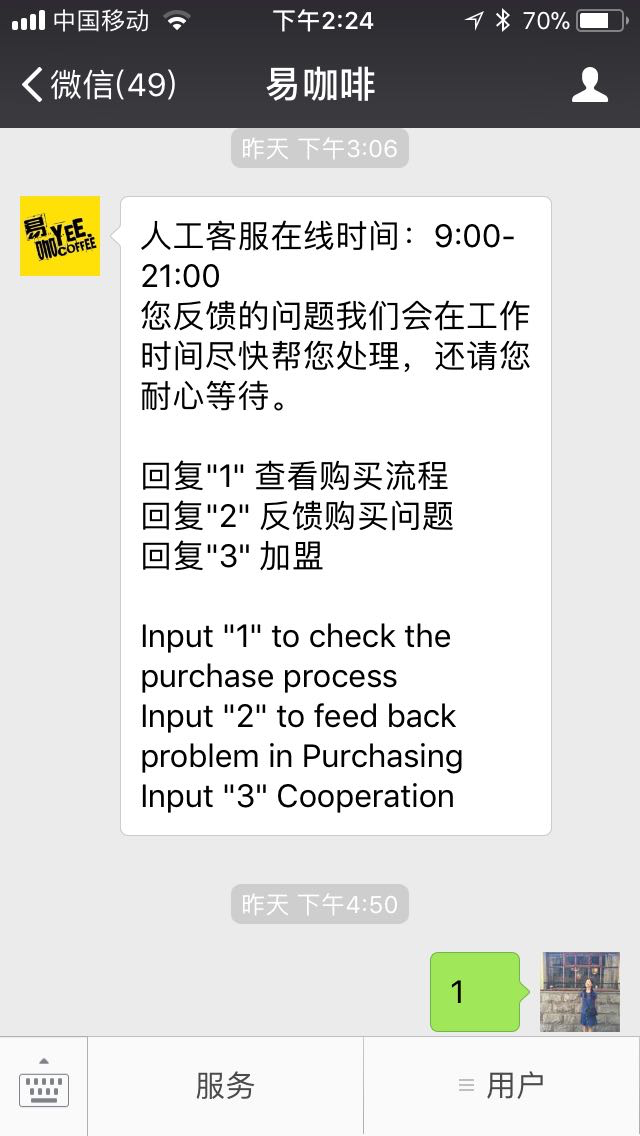 中国移动 下午2:24 70%
微信(49) 易咖啡
昨天 下午3:06
易 YEE.
ONO COFFEE
人工客服在线时间：9:00-
21:00
您反馈的问题我们会在工作
时间尽快帮您处理，还请您
耐心等待。
回复"1" 查看购买流程
回复"2" 反馈购买问题
回复"3" 加盟
Input "1" to check the
purchase process
Input "2" to feed back
problem in Purchasing
Input "3" Cooperation
昨天 下午4:50
1
服务 用户